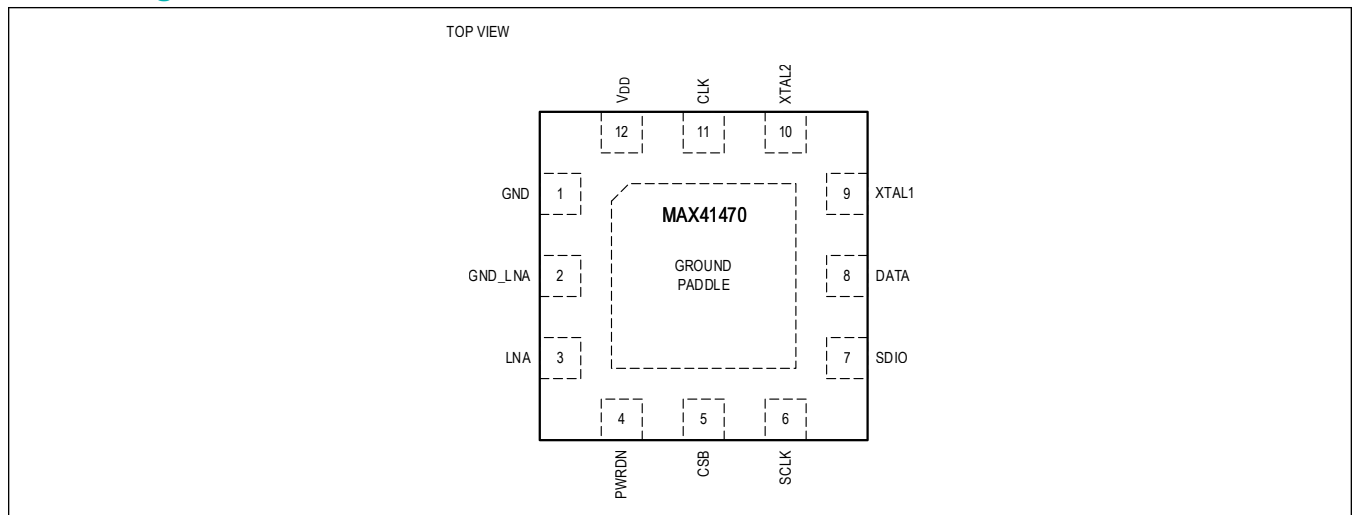 TOP VIEW
VDD
CLK
XTAL2
12
11
10
GND 1
9 XTAL1
MAX41470
GND_LNA 2
GROUND
PADDLE
8 DATA
LNA 3
7 SDIO
4
5
6
PWRDN
CSB
SCLK